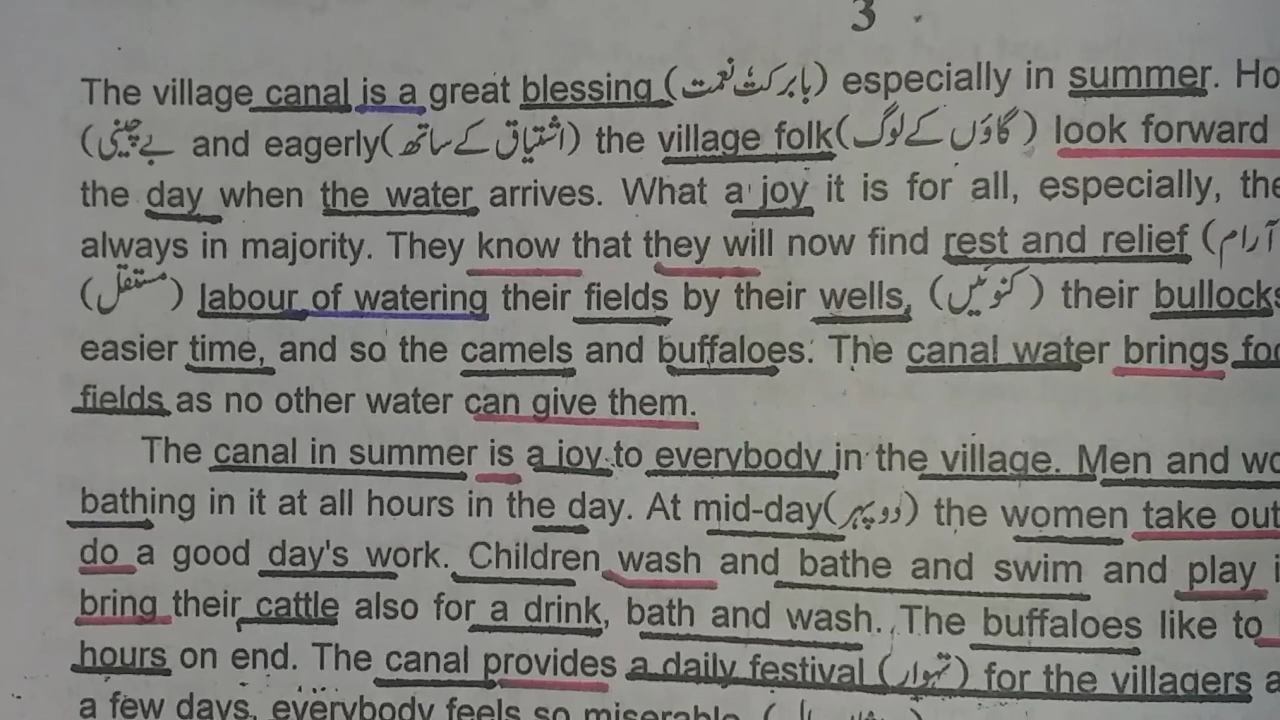 3
The village canal is a great blessing (بابرکت نعمت) especially in summer.
(بے چینی and eagerly(اشتیاق کے ساتھ) the village folk(گاؤں کے لوگ) look forward
the day when the water arrives. What a joy it is for all, especially, the
always in majority. They know that they will now find rest and relief (آرام
(مستقل) labour of watering their fields by their wells, (کنوئیں) their bullocks
easier time, and so the camels and buffaloes. The canal water brings
fields as no other water can give them.
The canal in summer is a joy to everybody in the village. Men and
bathing in it at all hours in the day. At mid-day(دوپہر) the women take out
do a good day's work. Children wash and bathe and swim and play
bring their cattle also for a drink, bath and wash. The buffaloes like to
hours on end. The canal provides a daily festival (تہوار) for the villagers
a few days, everybody feels so miserable.